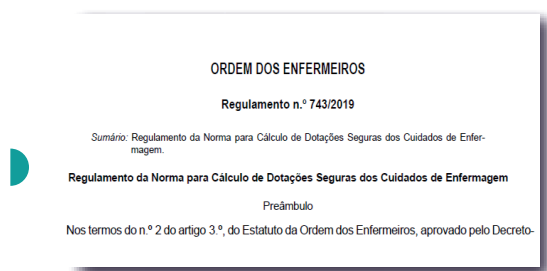 ORDEM DOS ENFERMEIROS
Regulamento n.º 743/2019
Sumário: Regulamento da Norma para Cálculo de Dotações Seguras dos Cuidados de Enfer-
magem.
Regulamento da Norma para Cálculo de Dotações Seguras dos Cuidados de Enfermagem
Preâmbulo
Nos termos do n.º 2 do artigo 3.º, do Estatuto da Ordem dos Enfermeiros, aprovado pelo Decreto-